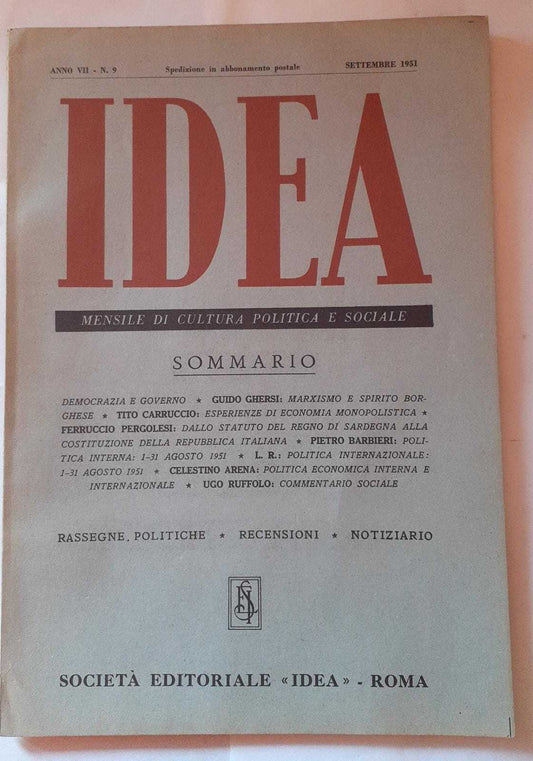 ANNO VII - N. 9 Spedizione in abbonamento postale SETTEMBRE 1951
IDEA
MENSILE DI CULTURA POLITICA E SOCIALE
SOMMARIO
DEMOCRAZIA E GOVERNO ★ GUIDO GHERSI: MARXISMO E SPIRITO BOR-
GHESE ★ TITO CARRUCCIO: ESPERIENZE DI ECONOMIA MONOPOLISTICA ★
FERRUCCIO PERGOLESI: DALLO STATUTO DEL REGNO DI SARDEGNA ALLA
COSTITUZIONE DELLA REPUBBLICA ITALIANA ★ PIETRO BARBIERI: POLI-
TICA INTERNA: 1-31 AGOSTO 1951 ★ L. R.: POLITICA INTERNAZIONALE:
1-31 AGOSTO 1951 ★ CELESTINO ARENA: POLITICA ECONOMICA INTERNA E
INTERNAZIONALE ★ UGO RUFFOLO: COMMENTARIO SOCIALE
RASSEGNE POLITICHE ★ RECENSIONI ★ NOTIZIARIO
SOCIETÀ EDITORIALE «IDEA» - ROMA